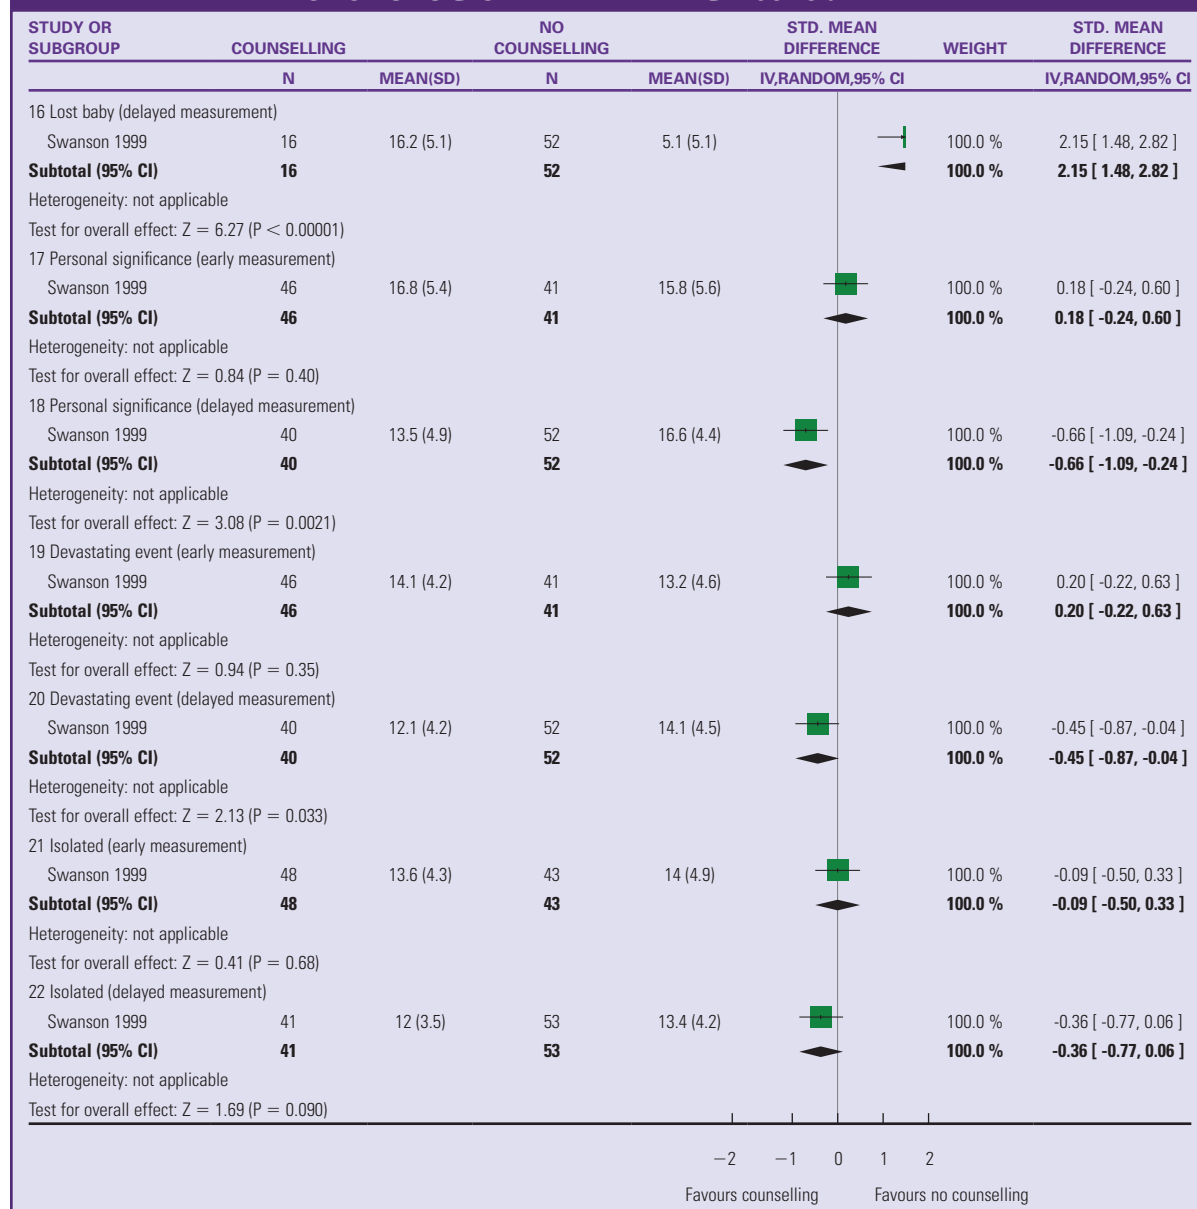 STUDY OR SUBGROUP COUNSELLING NO COUNSELLING STD. MEAN DIFFERENCE WEIGHT STD. MEAN DIFFERENCE
N MEAN(SD) N MEAN(SD) IV,RANDOM,95% CI IV,RANDOM,95% CI
16 Lost baby (delayed measurement)
Swanson 1999 16 16.2 (5.1) 52 5.1 (5.1) 100.0 % 2.15 [ 1.48, 2.82 ]
Subtotal (95% CI) 16 52 100.0 % 2.15 [ 1.48, 2.82 ]
Heterogeneity: not applicable
Test for overall effect: Z = 6.27 (P < 0.00001)
17 Personal significance (early measurement)
Swanson 1999 46 16.8 (5.4) 41 15.8 (5.6) 100.0 % 0.18 [ -0.24, 0.60 ]
Subtotal (95% CI) 46 41 100.0 % 0.18 [ -0.24, 0.60 ]
Heterogeneity: not applicable
Test for overall effect: Z = 0.84 (P = 0.40)
18 Personal significance (delayed measurement)
Swanson 1999 40 13.5 (4.9) 52 16.6 (4.4) 100.0 % -0.66 [ -1.09, -0.24 ]
Subtotal (95% CI) 40 52 100.0 % -0.66 [ -1.09, -0.24 ]
Heterogeneity: not applicable
Test for overall effect: Z = 3.08 (P = 0.0021)
19 Devastating event (early measurement)
Swanson 1999 46 14.1 (4.2) 41 13.2 (4.6) 100.0 % 0.20 [ -0.22, 0.63 ]
Subtotal (95% CI) 46 41 100.0 % 0.20 [ -0.22, 0.63 ]
Heterogeneity: not applicable
Test for overall effect: Z = 0.94 (P = 0.35)
20 Devastating event (delayed measurement)
Swanson 1999 40 12.1 (4.2) 52 14.1 (4.5) 100.0 % -0.45 [ -0.87, -0.04 ]
Subtotal (95% CI) 40 52 100.0 % -0.45 [ -0.87, -0.04 ]
Heterogeneity: not applicable
Test for overall effect: Z = 2.13 (P = 0.033)
21 Isolated (early measurement)
Swanson 1999 48 13.6 (4.3) 43 14 (4.9) 100.0 % -0.09 [ -0.50, 0.33 ]
Subtotal (95% CI) 48 43 100.0 % -0.09 [ -0.50, 0.33 ]
Heterogeneity: not applicable
Test for overall effect: Z = 0.41 (P = 0.68)
22 Isolated (delayed measurement)
Swanson 1999 41 12 (3.5) 53 13.4 (4.2) 100.0 % -0.36 [ -0.77, 0.06 ]
Subtotal (95% CI) 41 53 100.0 % -0.36 [ -0.77, 0.06 ]
Heterogeneity: not applicable
Test for overall effect: Z = 1.69 (P = 0.090)
−2 −1 0 1 2
Favours counselling Favours no counselling